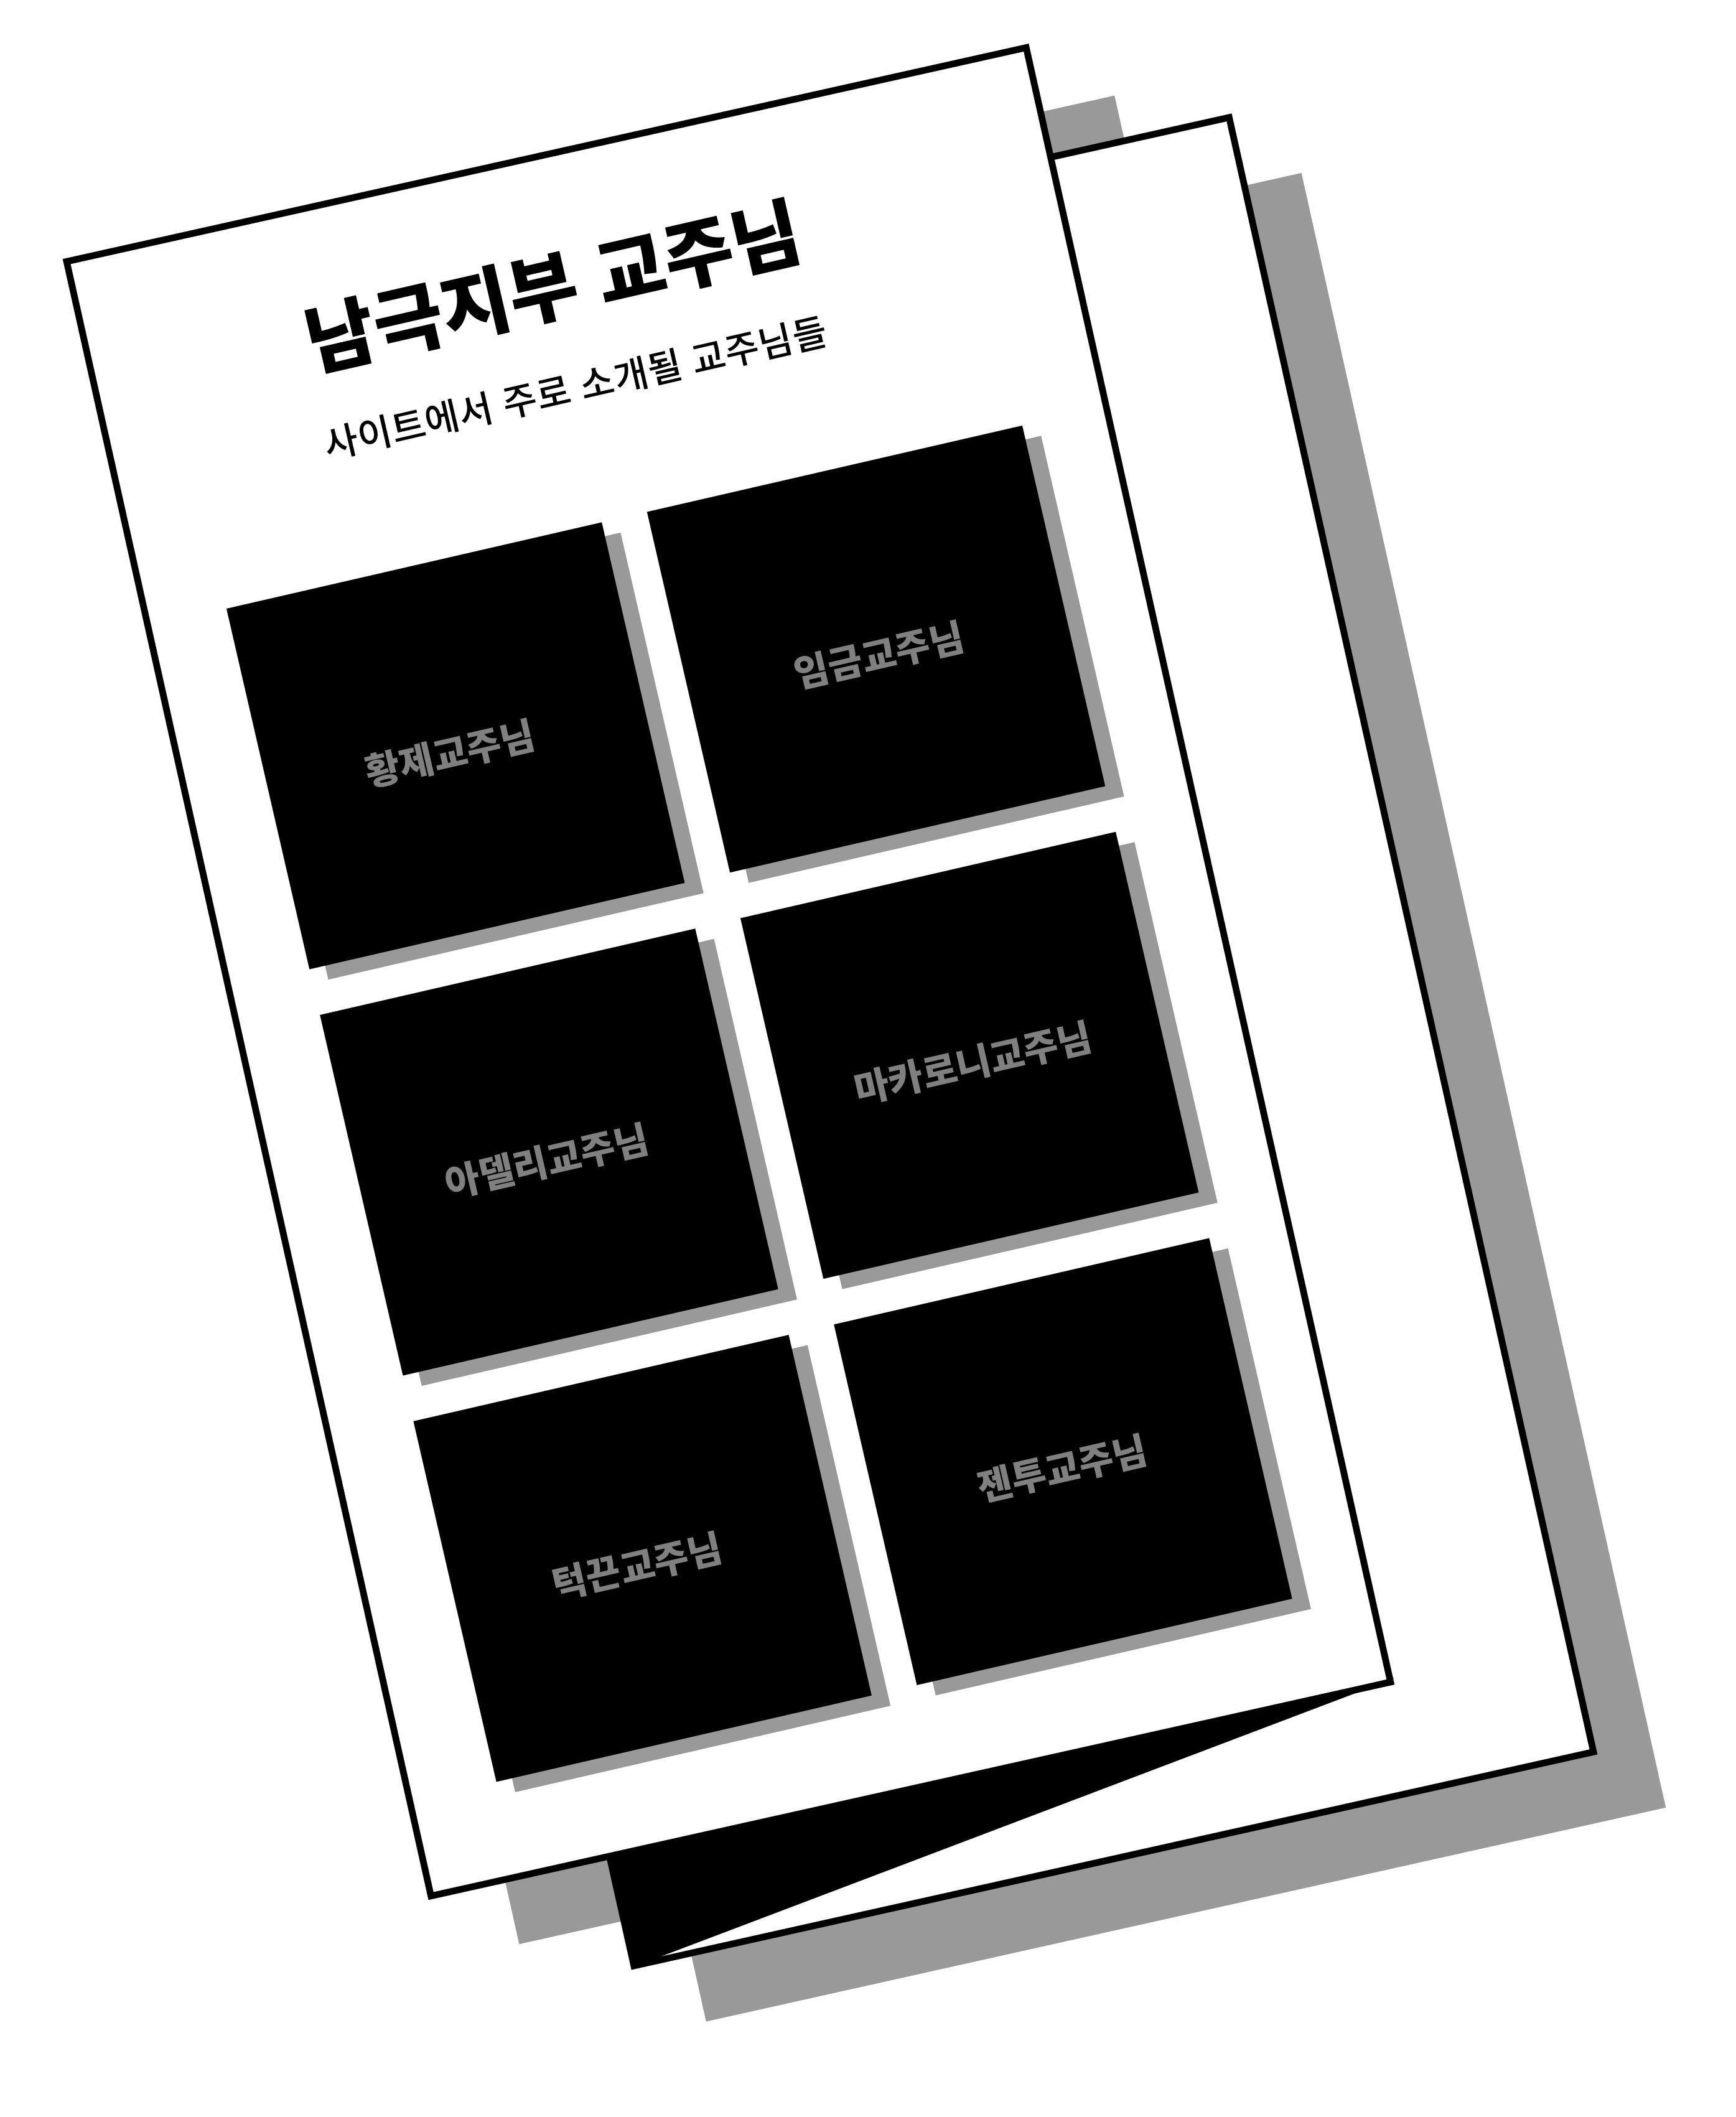 남극지부 교주님
사이트에서 주로 소개될 교주님들
황제교주님
임금교주님
아델리교주님
마카로니교주님
턱끈교주님
젠투교주님